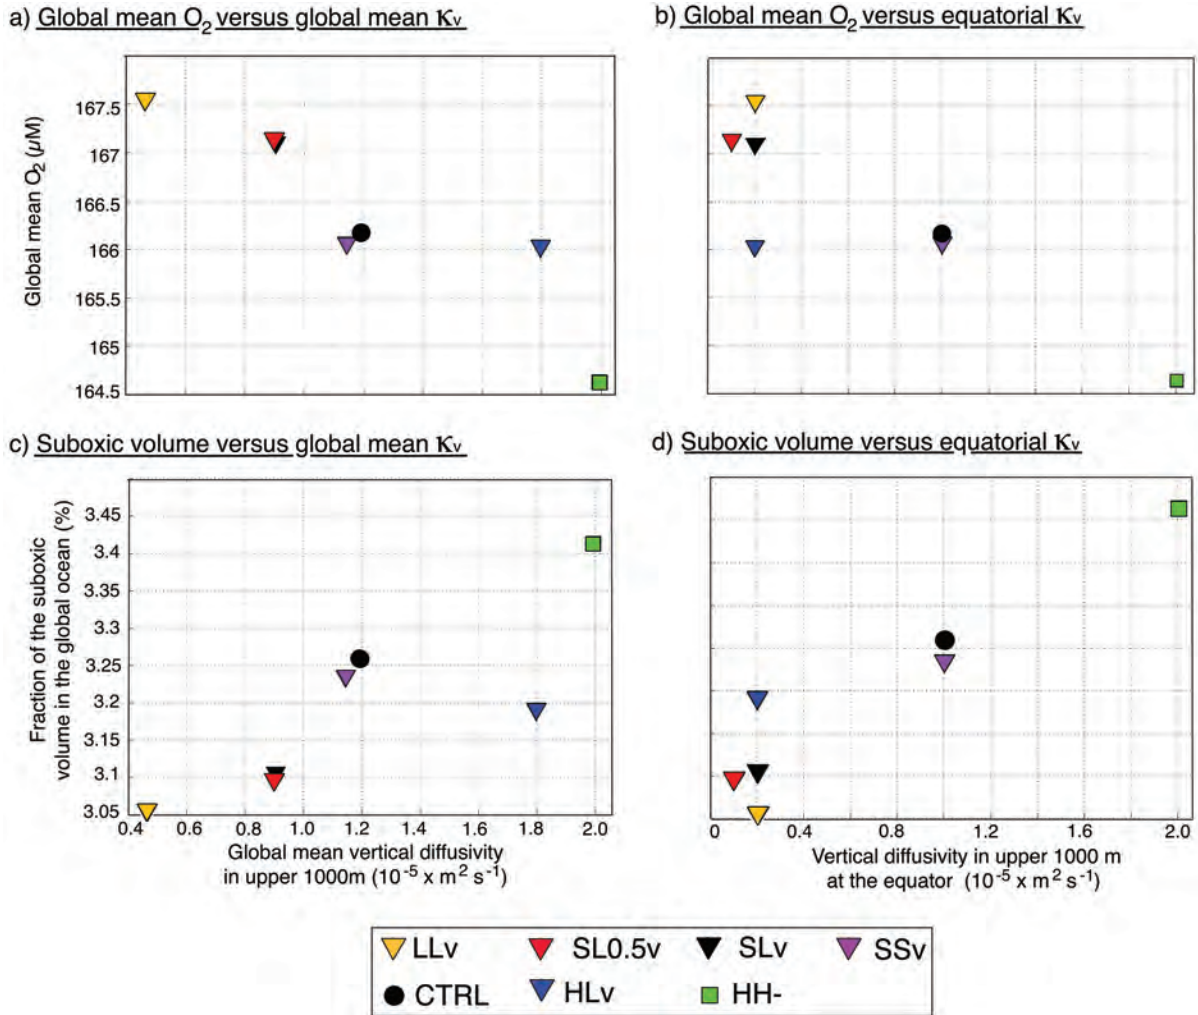 a) Global mean O2 versus global mean κv
b) Global mean O2 versus equatorial κv
Global mean O2 (μM)
167.5
167
166.5
166
165.5
165
164.5
c) Suboxic volume versus global mean κv
d) Suboxic volume versus equatorial κv
Fraction of the suboxic
volume in the global ocean (%)
3.45
3.4
3.35
3.3
3.25
3.2
3.15
3.1
3.05
0.4 0.6 0.8 1.0 1.2 1.4 1.6 1.8 2.0
0 0.4 0.8 1.2 1.6 2.0
Global mean vertical diffusivity
in upper 1000m (10-5 x m2 s-1)
Vertical diffusivity in upper 1000 m
at the equator (10-5 x m2 s-1)
LLv SL0.5v SLv SSv
CTRL HLv HH-